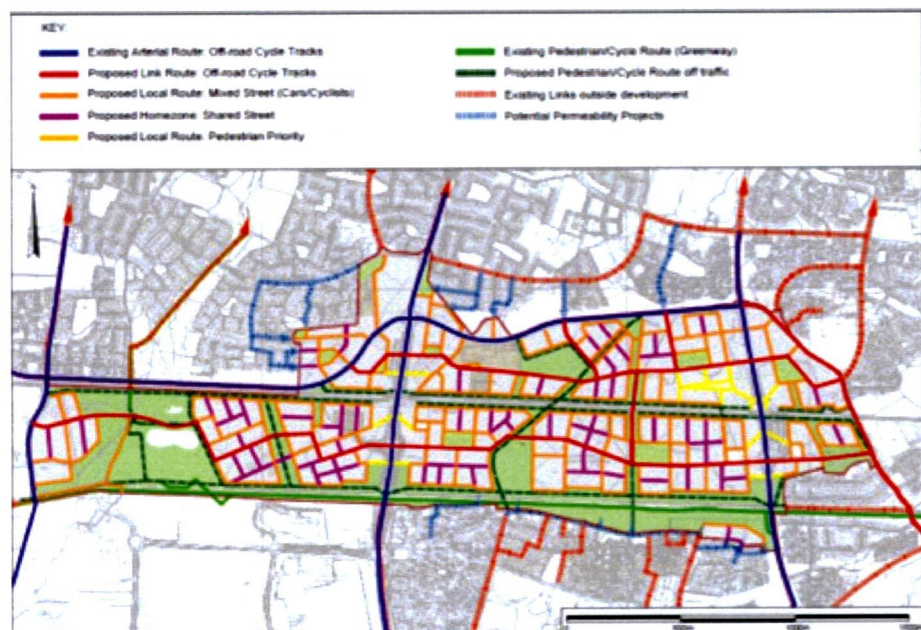 KEY:
Existing Arterial Route: Off-road Cycle Tracks
Proposed Link Route: Off-road Cycle Tracks
Proposed Local Route: Mixed Street (Cars/Cyclists)
Proposed Homezone: Shared Street
Proposed Local Route: Pedestrian Priority
Existing Pedestrian/Cycle Route (Greenway)
Proposed Pedestrian/Cycle Route off traffic
Existing Links outside development
Potential Permeability Projects